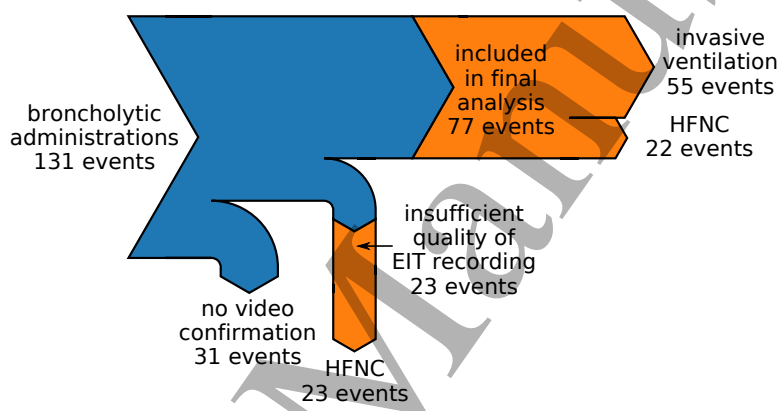 broncholytic
administrations
131 events
included
in final
analysis
77 events
invasive
ventilation
55 events
HFNC
22 events
insufficient
quality of
EIT recording
23 events
no video
confirmation
31 events
HFNC
23 events
Manu